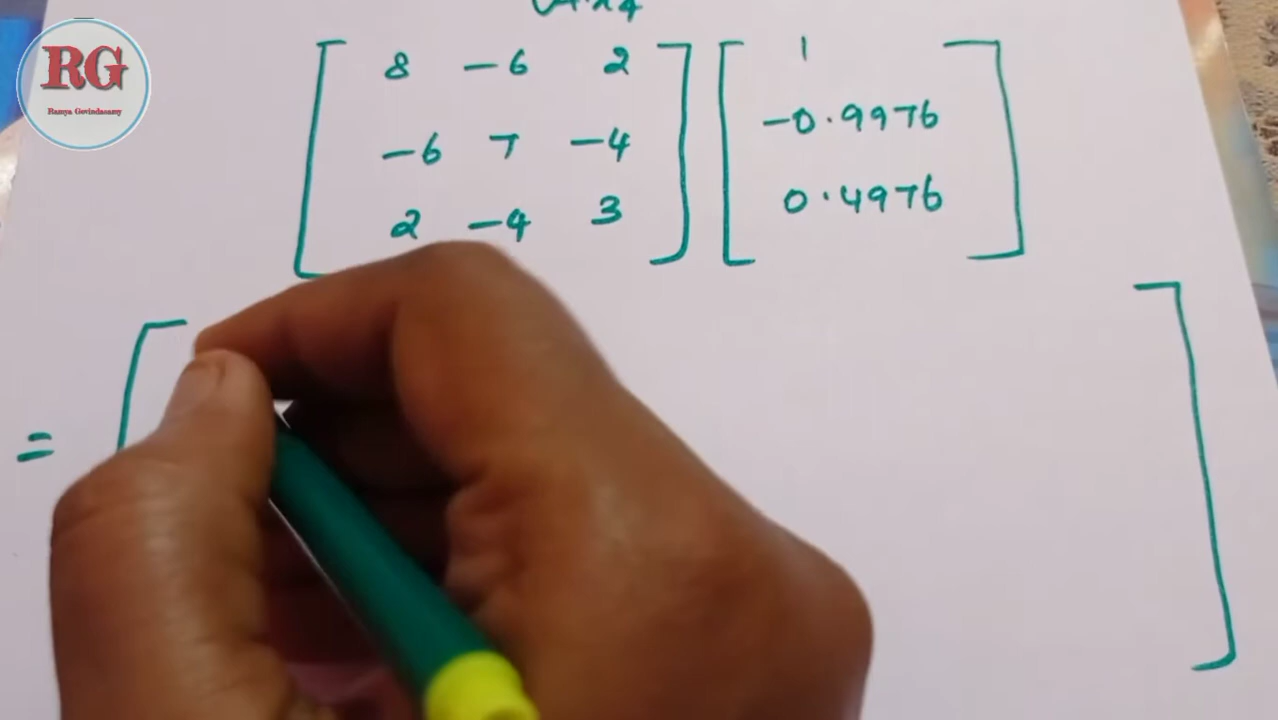 RG
Ramya Govindasamy
8 -6 2
-6 7 -4
2 -4 3
1
-0.9976
0.4976
=